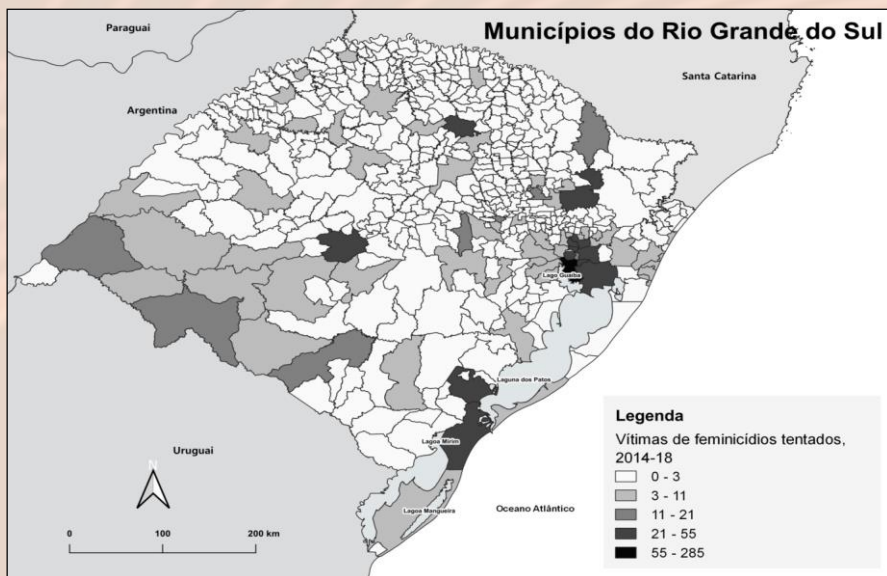 Municípios do Rio Grande do Sul
Paraguai
Santa Catarina
Argentina
Lago Guaíba
Laguna dos Patos
Lagoa Mirim
Uruguai
Lagoa Mangueira
Oceano Atlântico
N
0 100 200 km
Legenda
Vítimas de feminicídios tentados,
2014-18
0 - 3
3 - 11
11 - 21
21 - 55
55 - 285